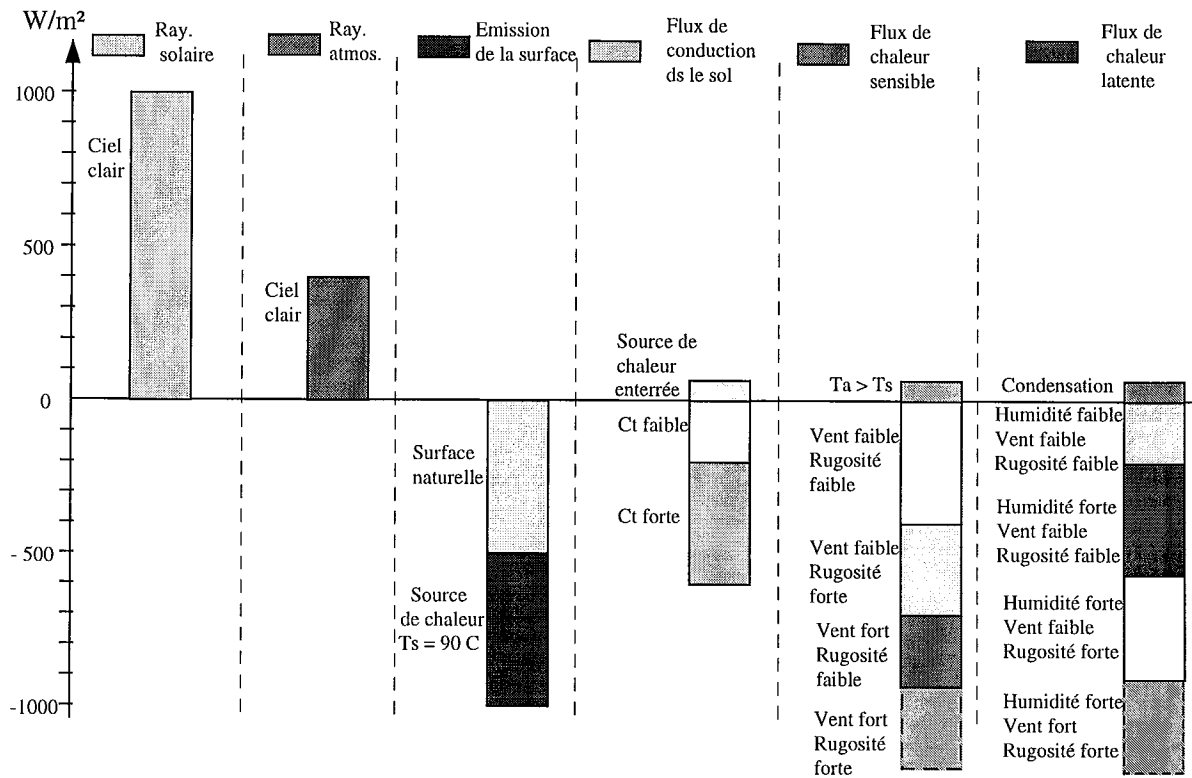 W/m²
Ray.
solaire
Ray.
atmos.
Emission
de la surface
Flux de
conduction
ds le sol
Flux de
chaleur
sensible
Flux de
chaleur
latente
1000
500
0
- 500
-1000
Ciel
clair
Ciel
clair
Surface
naturelle
Source
de chaleur
Ts = 90 C
Source de
chaleur
enterrée
Ct faible
Ct forte
Ta > Ts
Vent faible
Rugosité
faible
Vent faible
Rugosité
forte
Vent fort
Rugosité
faible
Vent fort
Rugosité
forte
Condensation
Humidité faible
Vent faible
Rugosité faible
Humidité forte
Vent faible
Rugosité faible
Humidité forte
Vent faible
Rugosité forte
Humidité forte
Vent fort
Rugosité forte